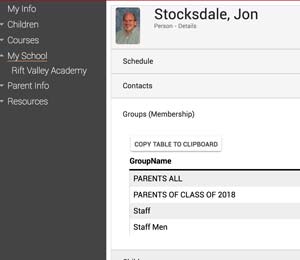 My Info
Children
Courses
My School
Rift Valley Academy
Parent Info
Resources
Stocksdale, Jon
Person - Details
Schedule
Contacts
Groups (Membership)
COPY TABLE TO CLIPBOARD
GroupName
PARENTS ALL
PARENTS OF CLASS OF 2018
Staff
Staff Men